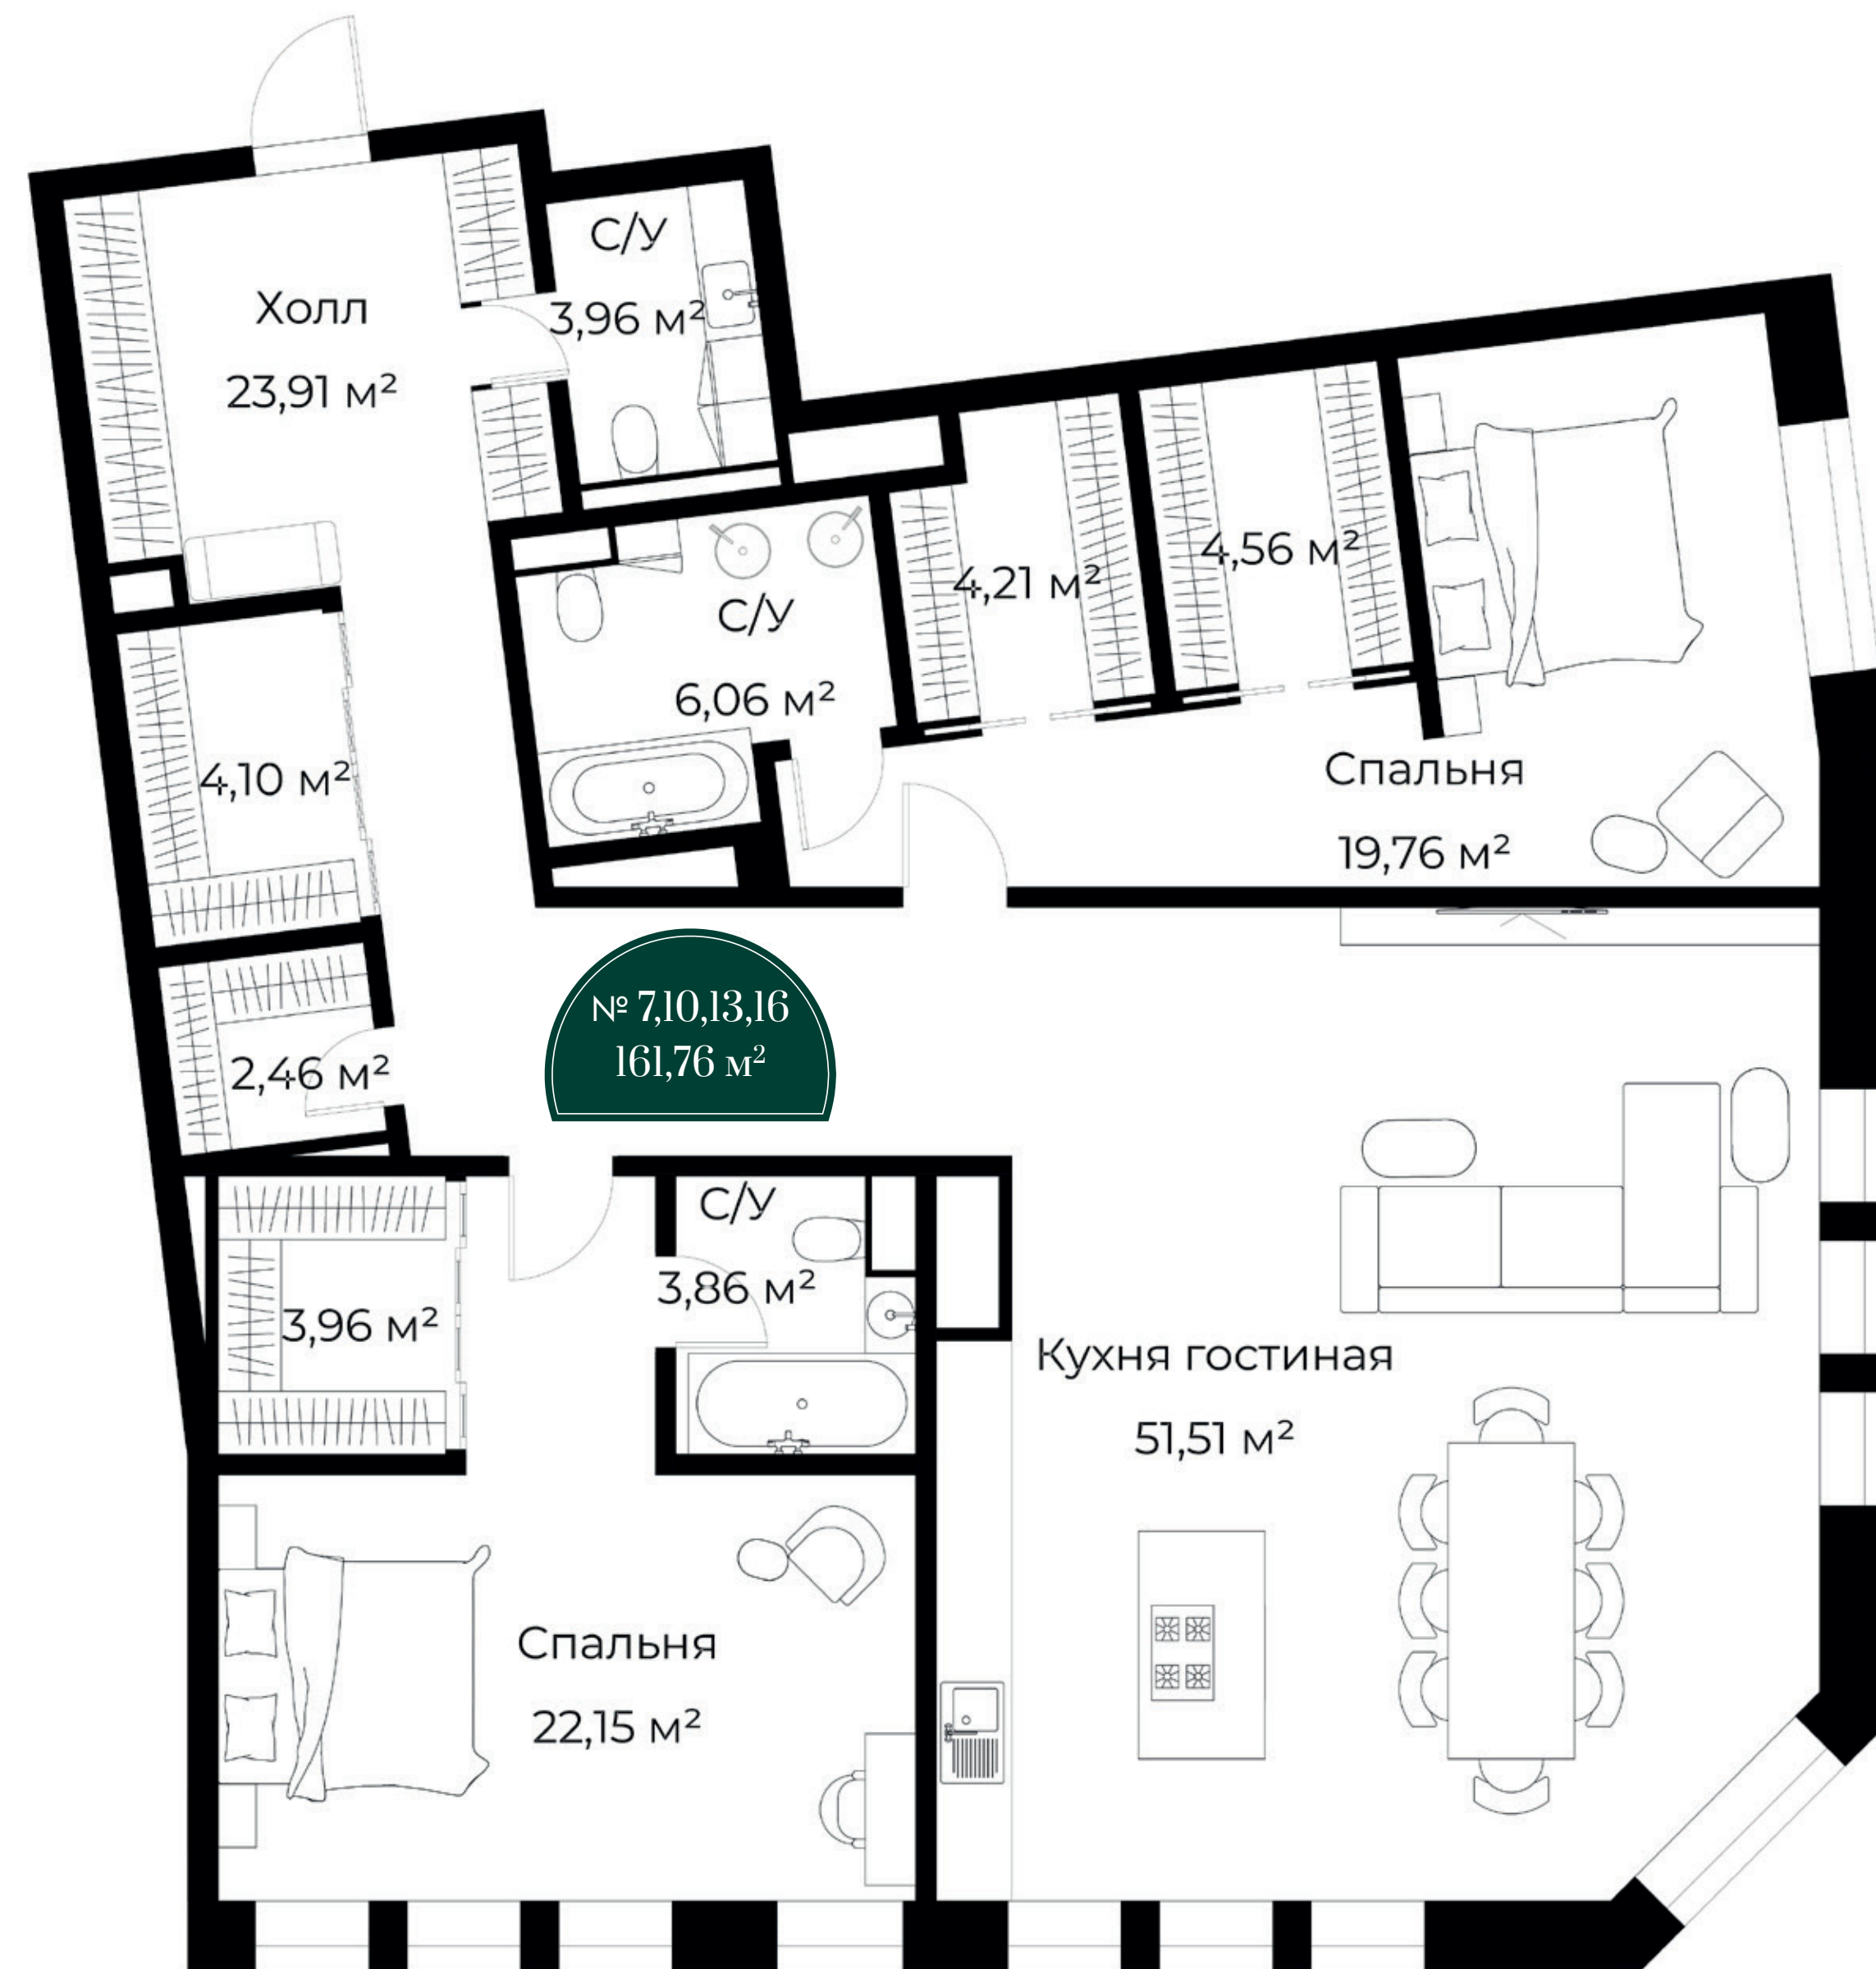 С/У
3,96 м²
Холл
23,91 м²
4,56 м²
4,21 м²
С/У
6,06 м²
4,10 м²
Спальня
19,76 м²
№ 7,10,13,16
161,76 м²
2,46 м²
С/У
3,86 м²
3,96 м²
Кухня гостиная
51,51 м²
Спальня
22,15 м²